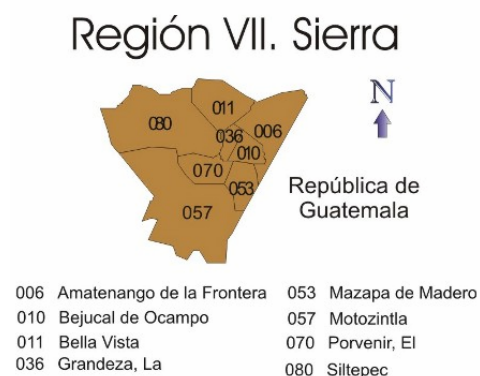 Región VII. Sierra
N
011
080
036
006
010
070
053
057
República de
Guatemala
006 Amatenango de la Frontera
010 Bejucal de Ocampo
011 Bella Vista
036 Grandeza, La
053 Mazapa de Madero
057 Motozintla
070 Porvenir, El
080 Siltepec